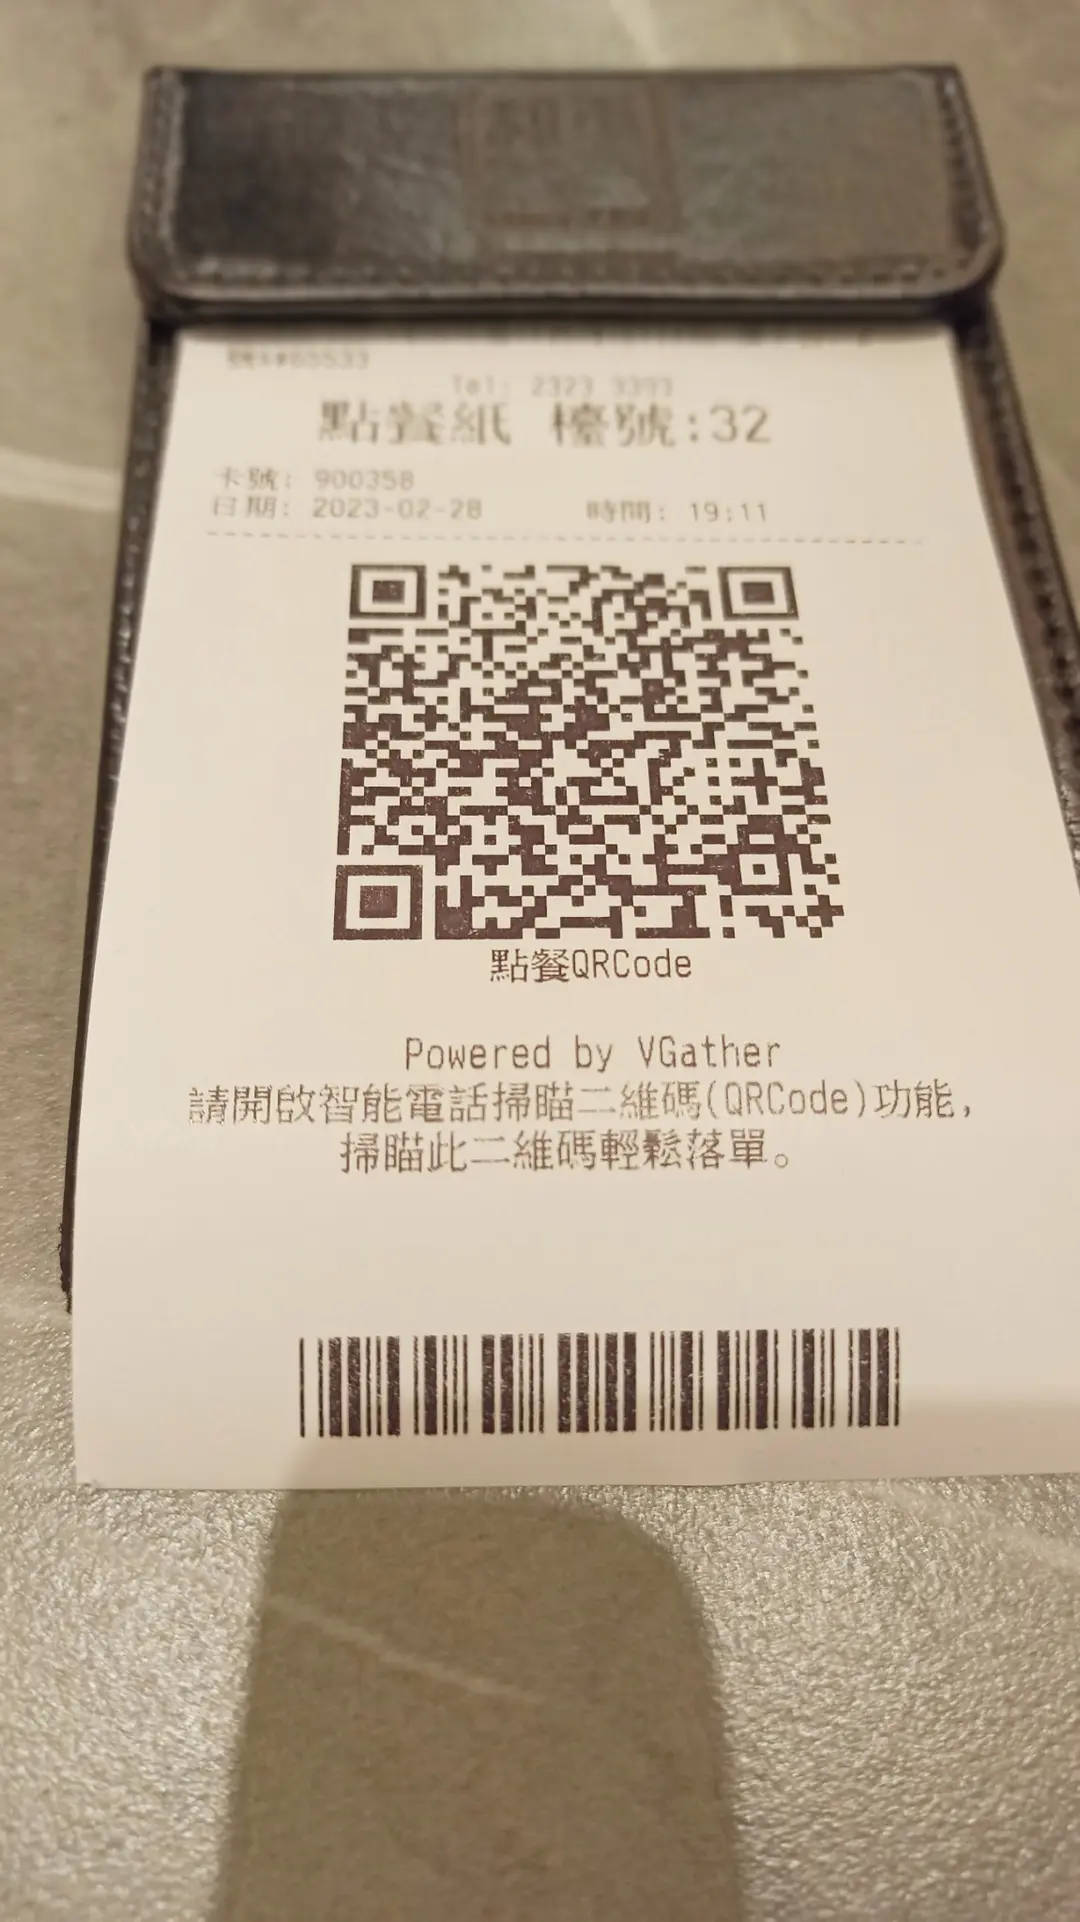 Tel: 2323 3393
點餐紙 檯號:32
卡號: 900358
日期: 2023-02-28 時間: 19:11
點餐QRCode
Powered by VGather
請開啟智能電話掃瞄二維碼(QRCode)功能,
掃瞄此二維碼輕鬆落單。